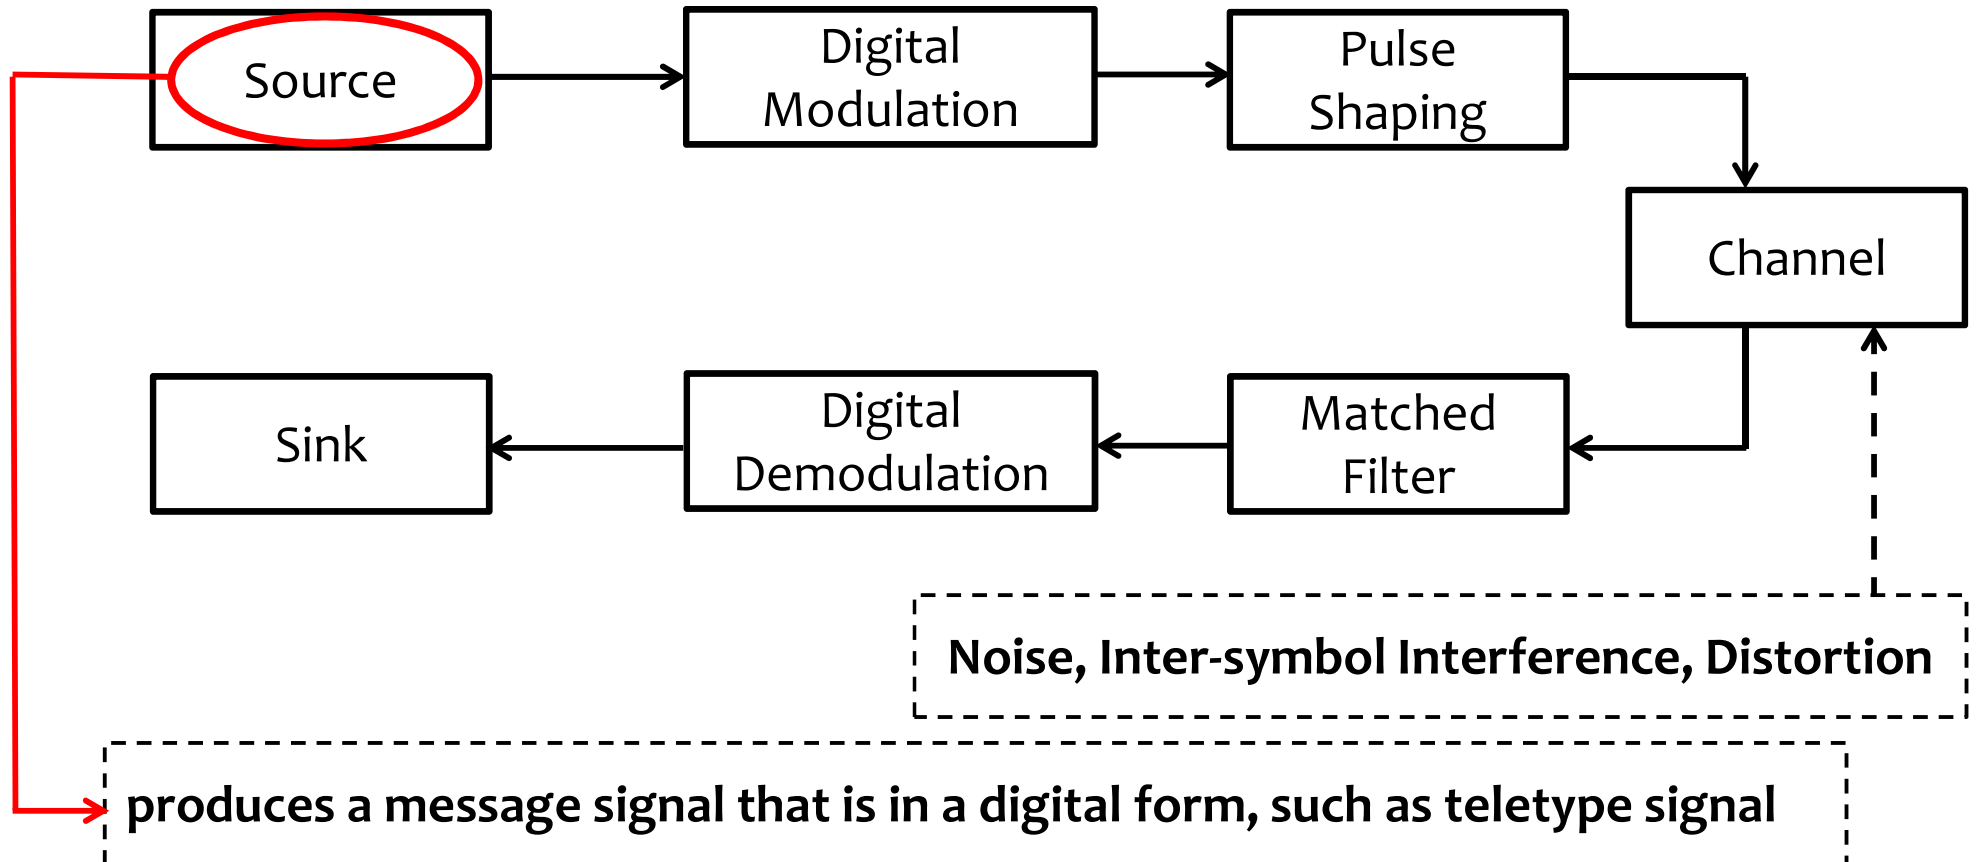 Source
Digital
Modulation
Pulse
Shaping
Channel
Sink
Digital
Demodulation
Matched
Filter
Noise, Inter-symbol Interference, Distortion
produces a message signal that is in a digital form, such as teletype signal